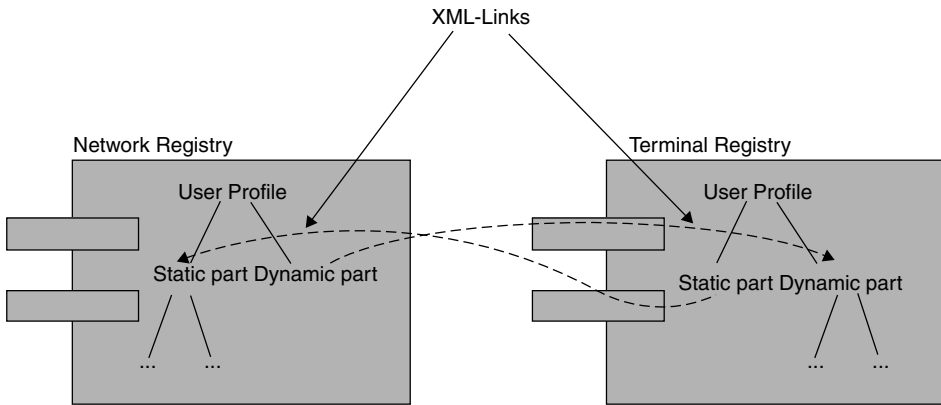 XML-Links
Network Registry
Terminal Registry
User Profile
User Profile
Static part Dynamic part
Static part Dynamic part
... ...
... ...